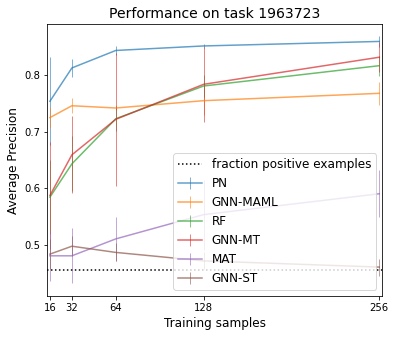 Performance on task 1963723
Average Precision
0.8
0.7
0.6
0.5
fraction positive examples
PN
GNN-MAML
RF
GNN-MT
MAT
GNN-ST
16 32 64 128 256
Training samples